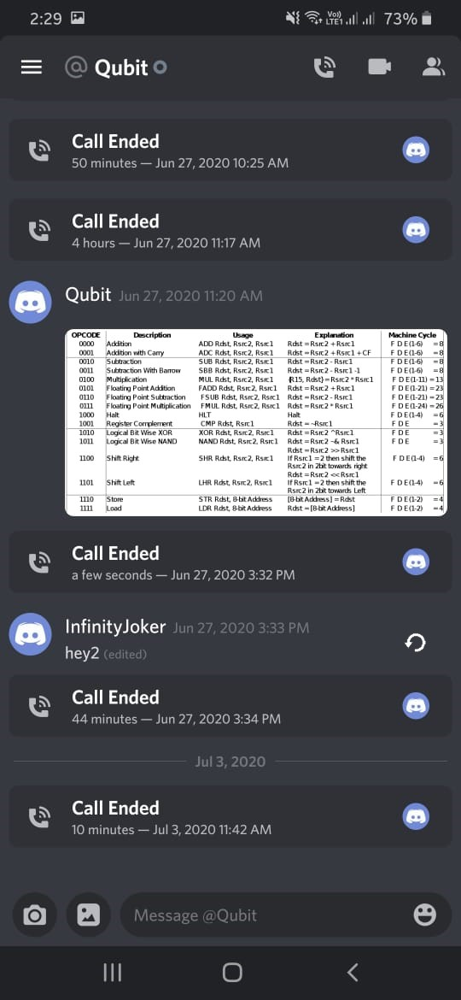 2:29
Vo))
LTE1
73%
@ Qubit
Call Ended
50 minutes — Jun 27, 2020 10:25 AM
Call Ended
4 hours — Jun 27, 2020 11:17 AM
Qubit Jun 27, 2020 11:20 AM
OPCODE Description Usage Explanation Machine Cycle
0000 Addition ADD Rdst, Rsrc2, Rsrc1 Rdst =Rsrc2 +Rsrc1 F D E(1-6) =8
0001 Addition with Carry ADC Rdst, Rsrc2, Rsrc1 Rdst =Rsrc2 +Rsrc1 +CF F D E(1-6) =8
0010 Subtraction SUB Rdst, Rsrc2, Rsrc1 Rdst =Rsrc2 - Rsrc1 F D E(1-6) =8
0011 Subtraction With Barrow SBB Rdst, Rsrc2, Rsrc1 Rdst =Rsrc2 - Rsrc1 -1 F D E(1-6) =8
0100 Multiplication MUL Rdst, Rsrc2, Rsrc1 {R15, Rdst}=Rsrc2 * Rsrc1 F D E(1-11) =13
0101 Floating Point Addition FADD Rdst, Rsrc2, Rsrc1 Rdst =Rsrc2 +Rsrc1 F D E(1-21) =23
0110 Floating Point Subtraction FSUB Rdst, Rsrc2, Rsrc1 Rdst =Rsrc2 - Rsrc1 F D E(1-21) =23
0111 Floating Point Multiplication FMUL Rdst, Rsrc2, Rsrc1 Rdst =Rsrc2 * Rsrc1 F D E(1-24) =26
1000 Halt HLT Halt F D E(1-4) =6
1001 Register Complement CMP Rdst, Rsrc1 Rdst =~Rsrc1 F D E =3
1010 Logical Bit Wise XOR XOR Rdst, Rsrc2, Rsrc1 Rdst =Rsrc2 ^Rsrc1 F D E =3
1011 Logical Bit Wise NAND NAND Rdst, Rsrc2, Rsrc1 Rdst =Rsrc2 ~& Rsrc1 F D E =3
Rdst =Rsrc2 >>Rsrc1
1100 Shift Right SHR Rdst, Rsrc2, Rsrc1 If Rsrc1 =2 then shift the F D E(1-4) =6
Rsrc2 in 2bit towards right
Rdst =Rsrc2 <<Rsrc1
1101 Shift Left LHR Rdst, Rsrc2, Rsrc1 If Rsrc1 =2 then shift the F D E(1-4) =6
Rsrc2 in 2bit towards Left
1110 Store STR Rdst, 8-bit Address [8-bit Address] =Rdst F D E(1-2) =4
1111 Load LDR Rdst, 8-bit Address Rdst =[8-bit Address] F D E(1-2) =4
Call Ended
a few seconds — Jun 27, 2020 3:32 PM
InfinityJoker Jun 27, 2020 3:33 PM
hey2 (edited)
Call Ended
44 minutes — Jun 27, 2020 3:34 PM
Jul 3, 2020
Call Ended
10 minutes — Jul 3, 2020 11:42 AM
Message @Qubit